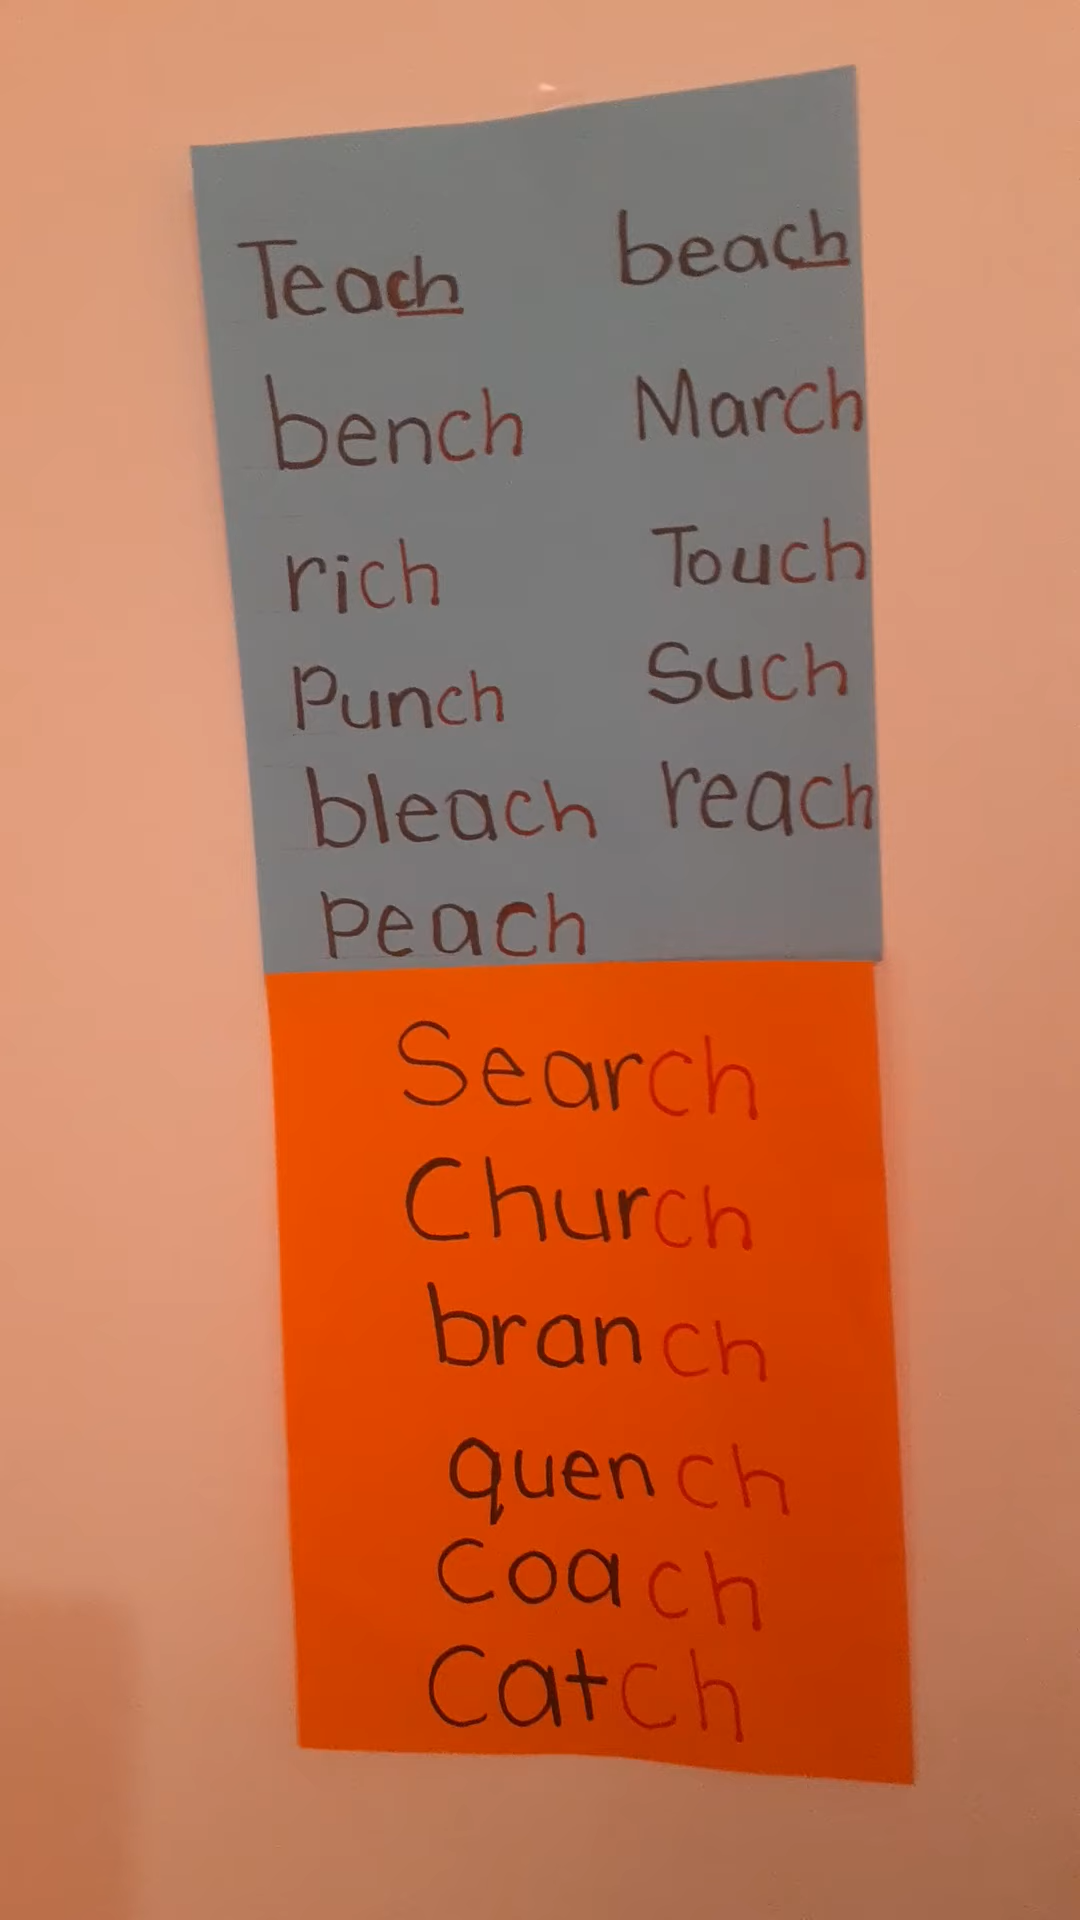 Teach beach
bench March
rich Touch
Punch Such
bleach reach
peach
Search
Church
branch
quench
Coach
Catch